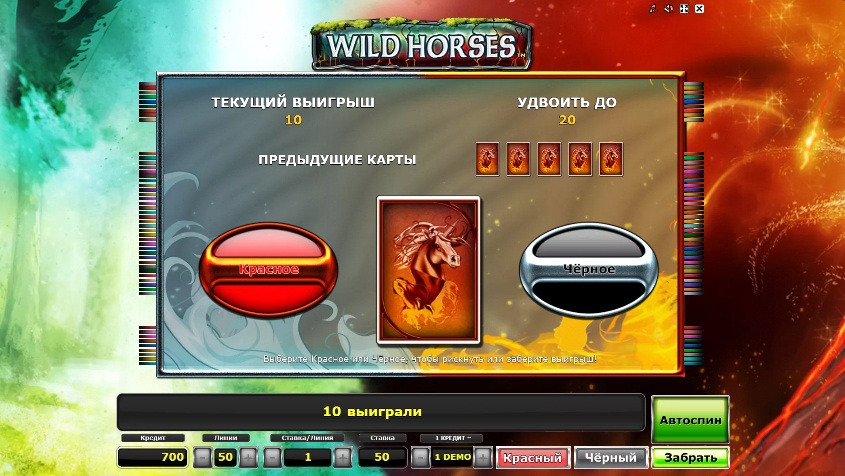 WILD HORSES
ТЕКУЩИЙ ВЫИГРЫШ
10
УДВОИТЬ ДО
20
ПРЕДЫДУЩИЕ КАРТЫ
Красное
Чёрное
Выберите Красное или Чёрное, чтобы рискнуть или заберите выигрыш!
10 выиграли
Автоспин
Кредит Линии Ставка/Линия Ставка 1 КРЕДИТ =
700 - 50 + - 1 + 50 - 1 DEMO + Красный Чёрный Забрать